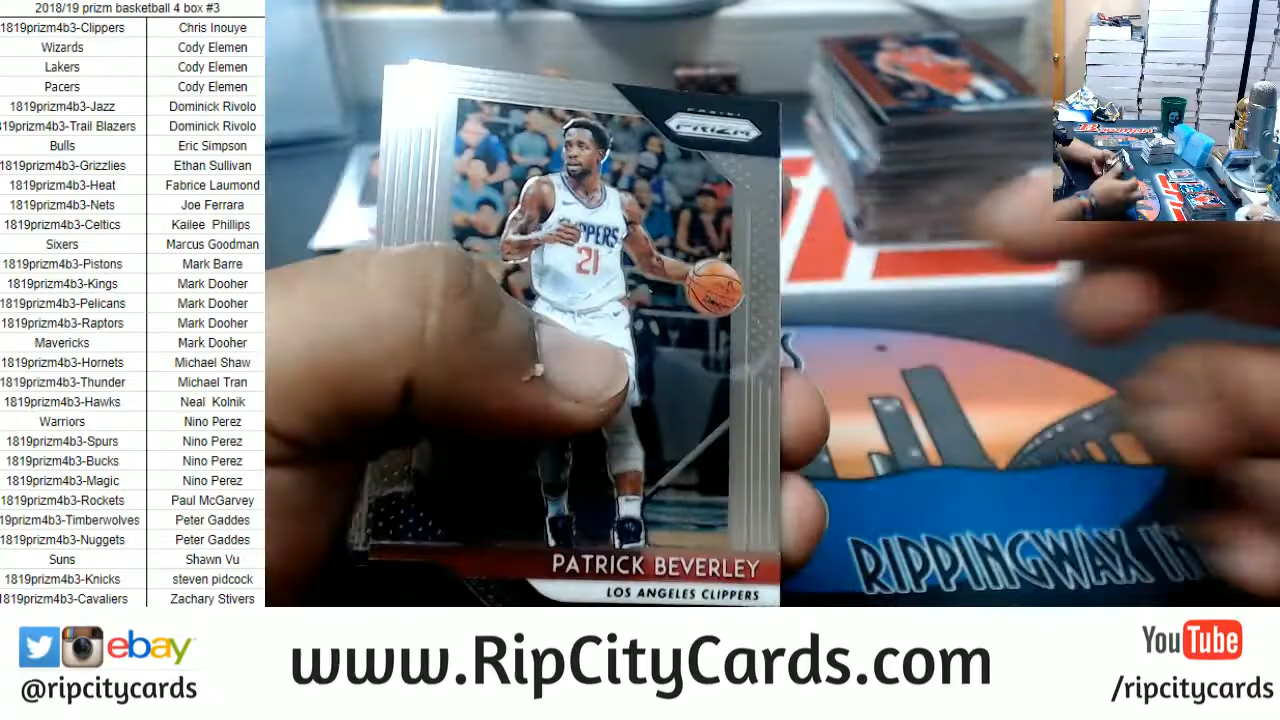 2018/19 prizm basketball 4 box #3
1819prizm4b3-Clippers Chris Inouye
Wizards Cody Elemen
Lakers Cody Elemen
Pacers Cody Elemen
1819prizm4b3-Jazz Dominick Rivolo
819prizm4b3-Trail Blazers Dominick Rivolo
Bulls Eric Simpson
1819prizm4b3-Grizzlies Ethan Sullivan
1819prizm4b3-Heat Fabrice Laumond
1819prizm4b3-Nets Joe Ferrara
1819prizm4b3-Celtics Kailee Phillips
Sixers Marcus Goodman
1819prizm4b3-Pistons Mark Barre
1819prizm4b3-Kings Mark Dooher
1819prizm4b3-Pelicans Mark Dooher
1819prizm4b3-Raptors Mark Dooher
Mavericks Mark Dooher
1819prizm4b3-Hornets Michael Shaw
1819prizm4b3-Thunder Michael Tran
1819prizm4b3-Hawks Neal Kolnik
Warriors Nino Perez
1819prizm4b3-Spurs Nino Perez
1819prizm4b3-Bucks Nino Perez
1819prizm4b3-Magic Nino Perez
1819prizm4b3-Rockets Paul McGarvey
19prizm4b3-Timberwolves Peter Gaddes
1819prizm4b3-Nuggets Peter Gaddes
Suns Shawn Vu
1819prizm4b3-Knicks steven pidcock
1819prizm4b3-Cavaliers Zachary Stivers
PANINI
PRIZM
CLIPPERS
21
PATRICK BEVERLEY
LOS ANGELES CLIPPERS
RIPPINGWAX IN
ebay
@ripcitycards
www.RipCityCards.com
YouTube
/ripcitycards